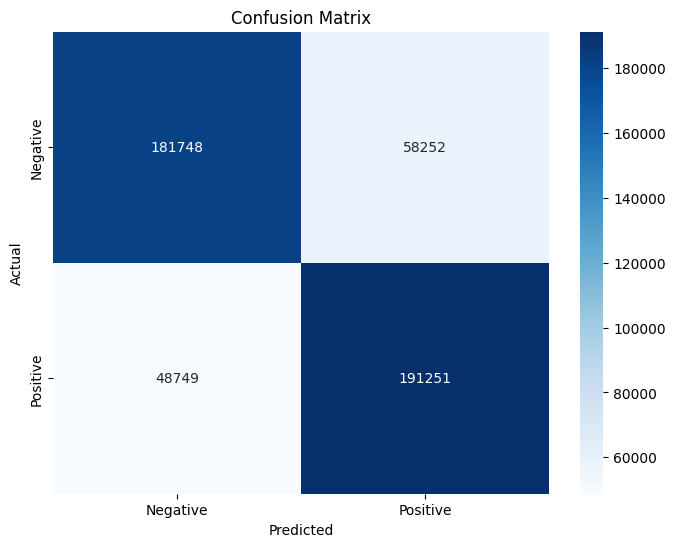 Confusion Matrix
Negative
181748
58252
Actual
Positive
48749
191251
Negative
Positive
Predicted
180000
160000
140000
120000
100000
80000
60000